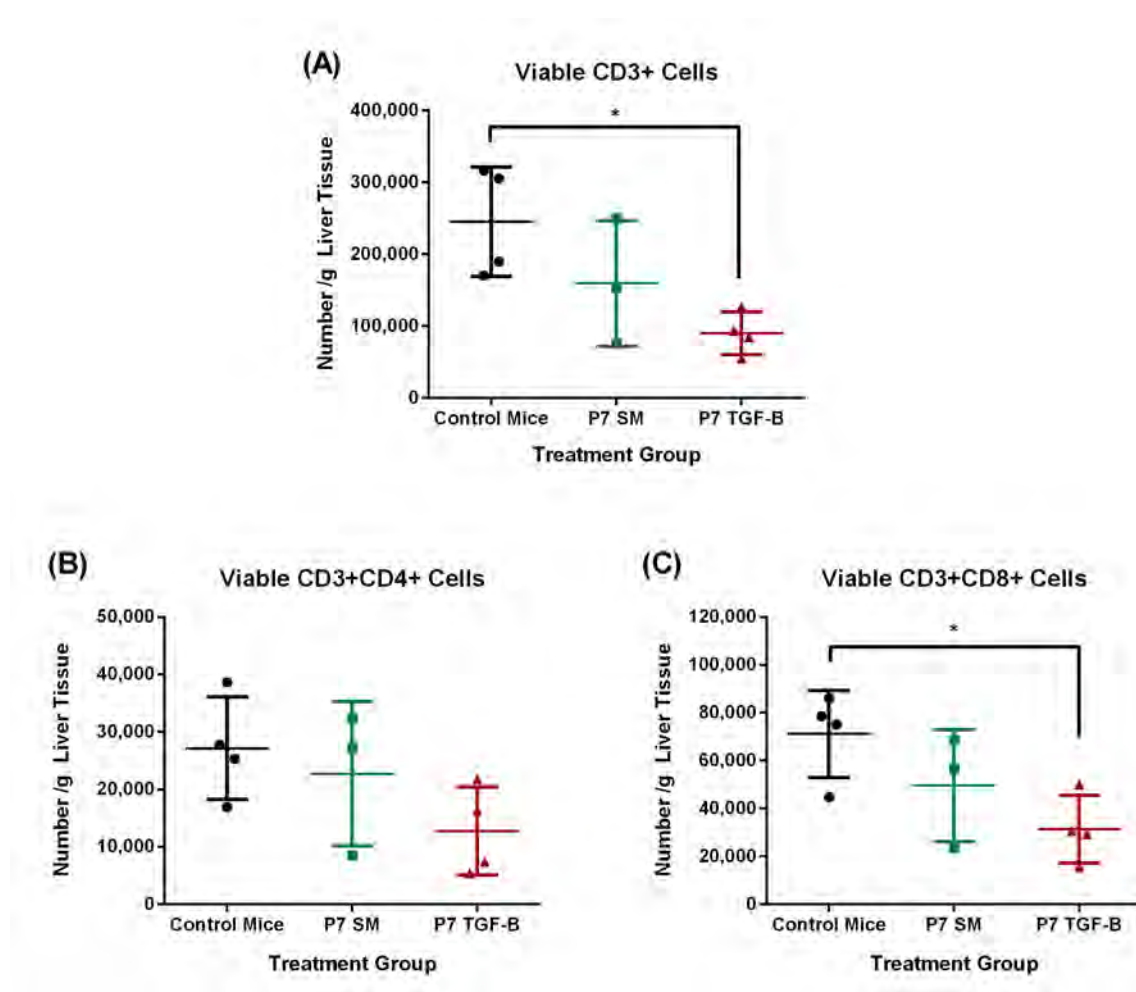 (A)
Viable CD3+ Cells
*
400,000
300,000
200,000
100,000
0
Number /g Liver Tissue
Control Mice P7 SM P7 TGF-B
Treatment Group
(B)
Viable CD3+CD4+ Cells
50,000
40,000
30,000
20,000
10,000
0
Number /g Liver Tissue
Control Mice P7 SM P7 TGF-B
Treatment Group
(C)
Viable CD3+CD8+ Cells
*
120,000
100,000
80,000
60,000
40,000
20,000
0
Number /g Liver Tissue
Control Mice P7 SM P7 TGF-B
Treatment Group